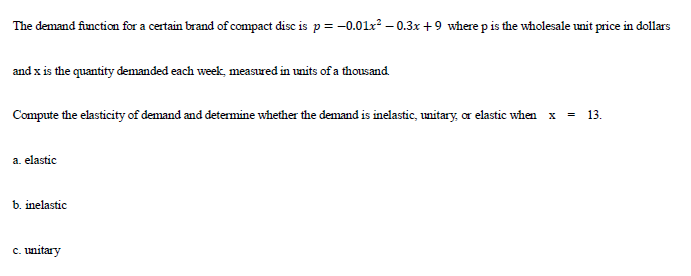 The demand function for a certain brand of compact disc is p = −0.01x² − 0.3x + 9 where p is the wholesale unit price in dollars
and x is the quantity demanded each week, measured in units of a thousand.
Compute the elasticity of demand and determine whether the demand is inelastic, unitary, or elastic when x = 13.
a. elastic
b. inelastic
c. unitary